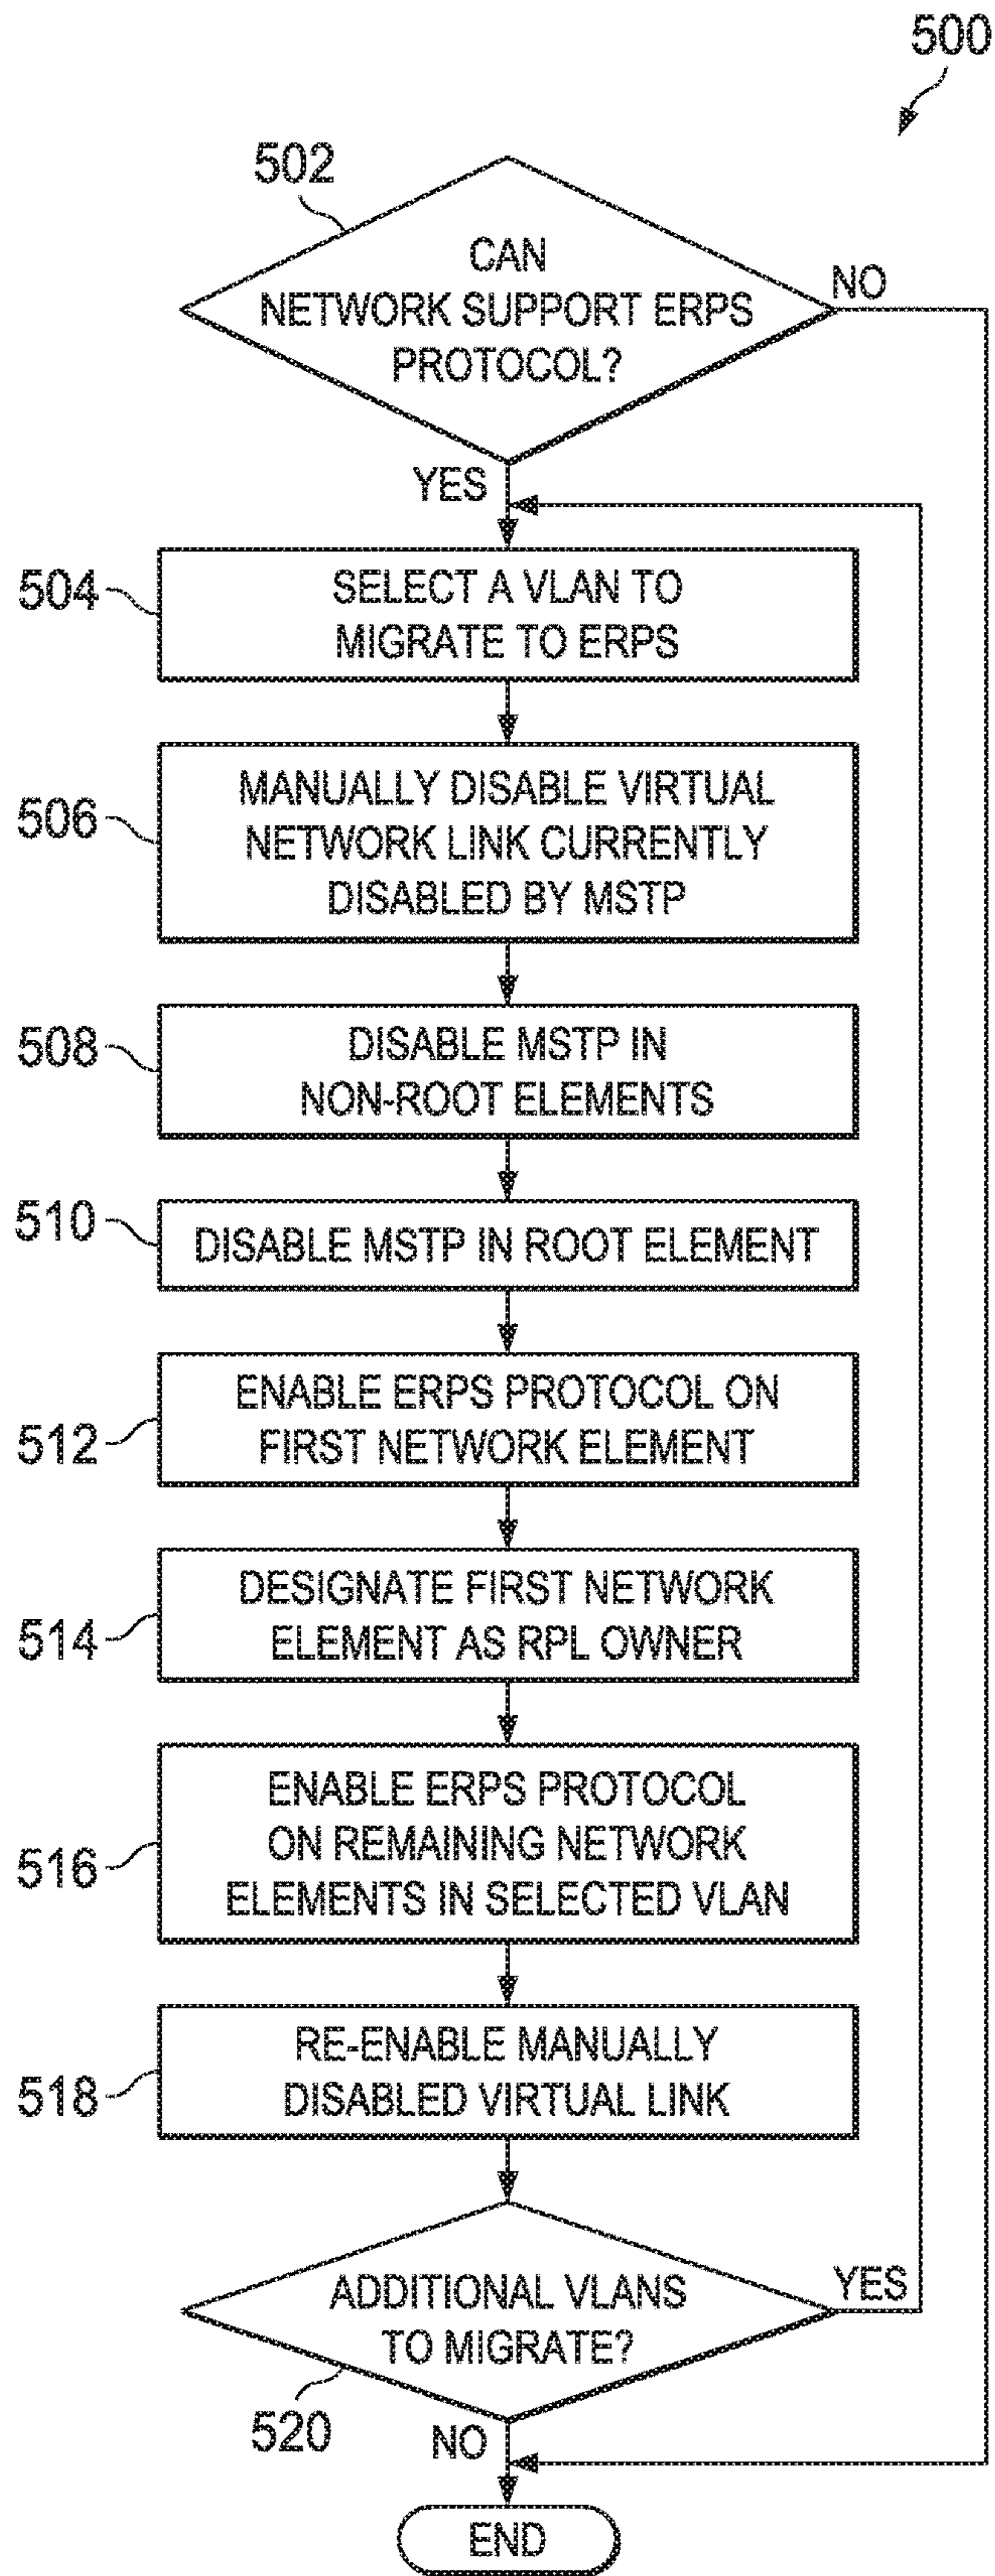 500
502
CAN
NETWORK SUPPORT ERPS
PROTOCOL?
NO
YES
504
SELECT A VLAN TO
MIGRATE TO ERPS
506
MANUALLY DISABLE VIRTUAL
NETWORK LINK CURRENTLY
DISABLED BY MSTP
508
DISABLE MSTP IN
NON-ROOT ELEMENTS
510
DISABLE MSTP IN ROOT ELEMENT
512
ENABLE ERPS PROTOCOL ON
FIRST NETWORK ELEMENT
514
DESIGNATE FIRST NETWORK
ELEMENT AS RPL OWNER
516
ENABLE ERPS PROTOCOL
ON REMAINING NETWORK
ELEMENTS IN SELECTED VLAN
518
RE-ENABLE MANUALLY
DISABLED VIRTUAL LINK
ADDITIONAL VLANS
TO MIGRATE?
YES
520
NO
END